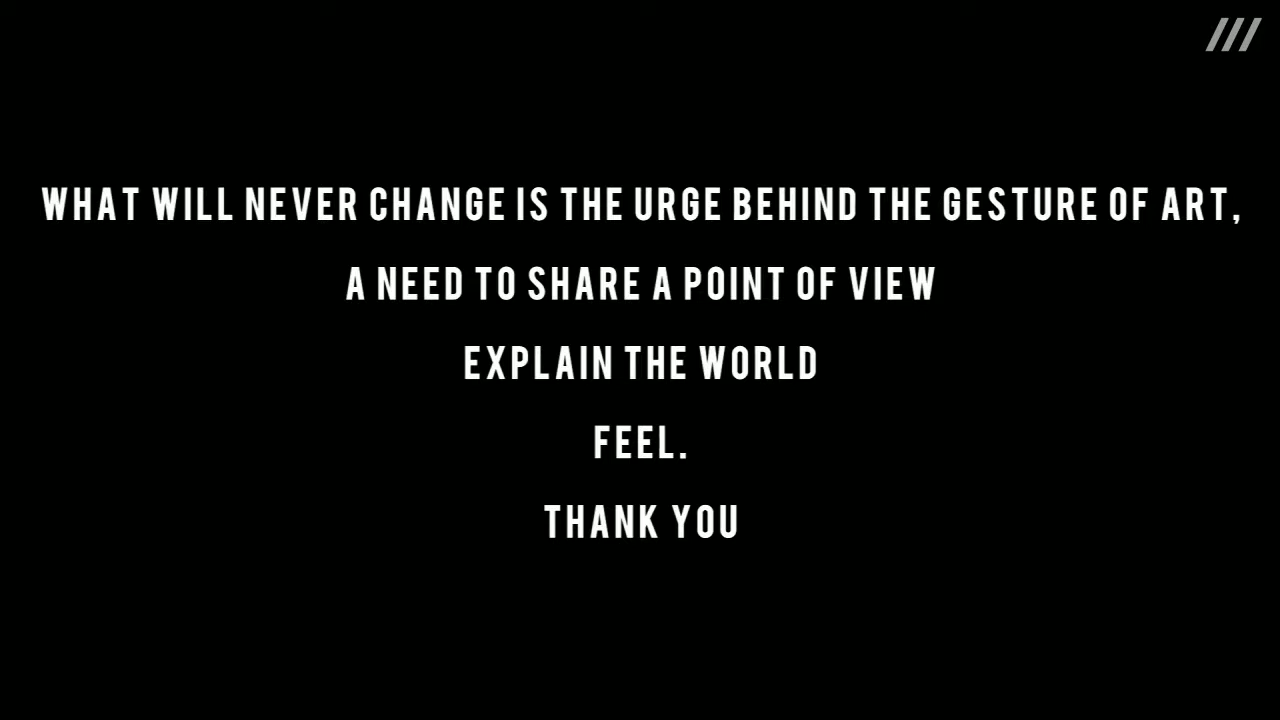 WHAT WILL NEVER CHANGE IS THE URGE BEHIND THE GESTURE OF ART,
A NEED TO SHARE A POINT OF VIEW
EXPLAIN THE WORLD
FEEL.
THANK YOU